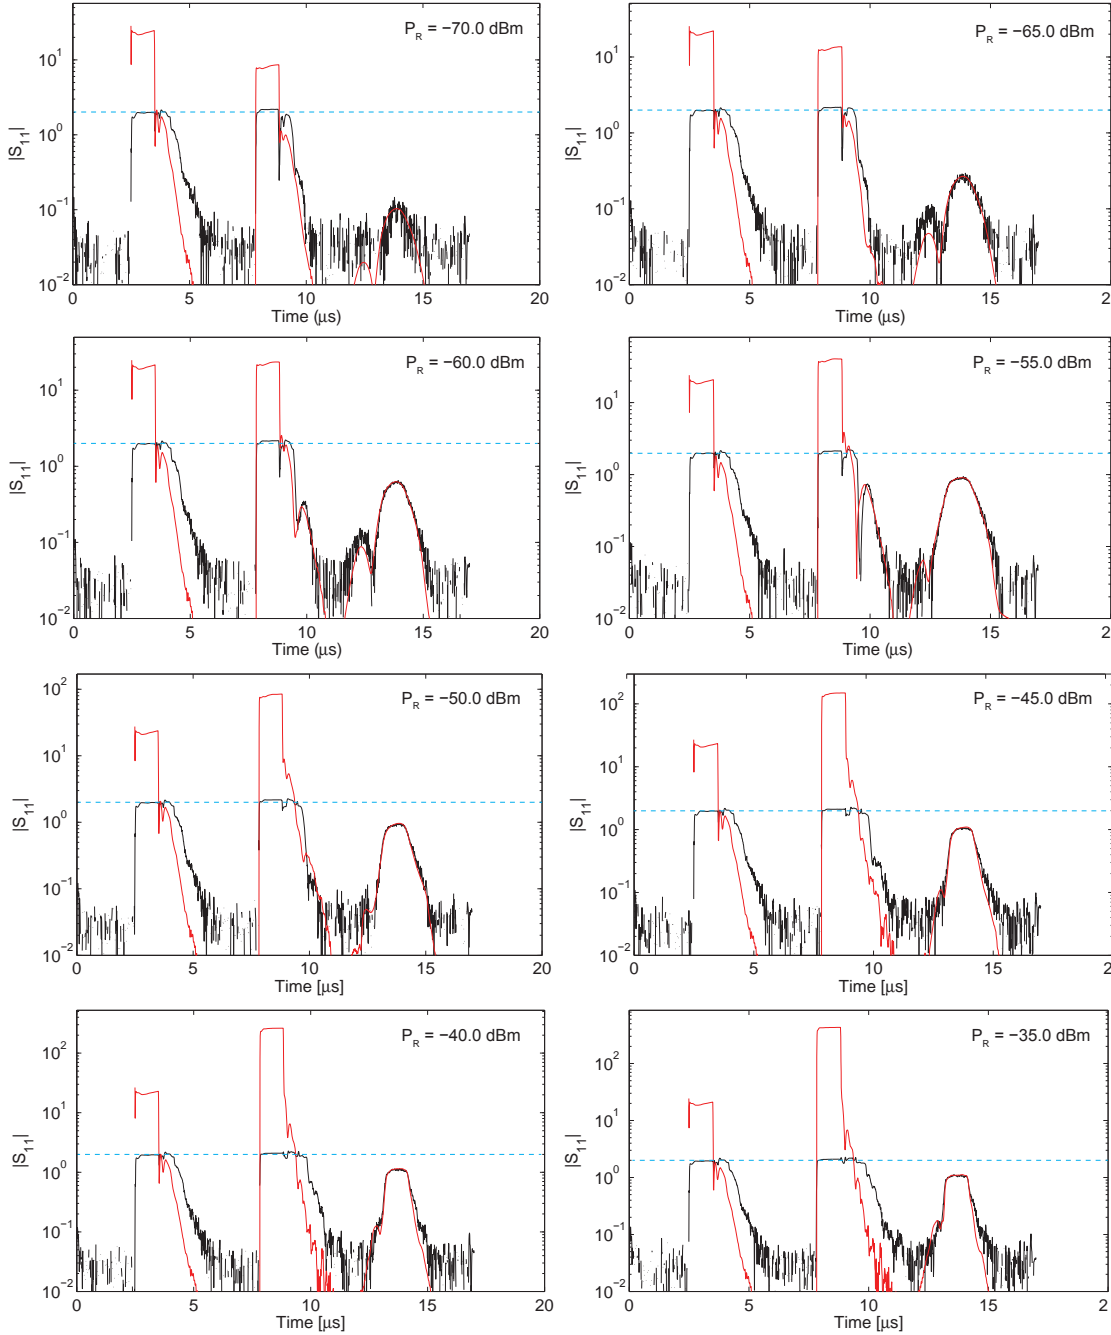 P_R = −70.0 dBm
|S_11|
10^1
10^0
10^−1
10^−2
0 5 10 15 20
Time (μs)
P_R = −65.0 dBm
|S_11|
10^1
10^0
10^−1
10^−2
0 5 10 15 2
Time (μs)
P_R = −60.0 dBm
|S_11|
10^1
10^0
10^−1
10^−2
0 5 10 15 20
Time (μs)
P_R = −55.0 dBm
|S_11|
10^1
10^0
10^−1
10^−2
0 5 10 15 2
Time (μs)
P_R = −50.0 dBm
|S_11|
10^2
10^1
10^0
10^−1
10^−2
0 5 10 15 20
Time [μs]
P_R = −45.0 dBm
|S_11|
10^2
10^1
10^0
10^−1
10^−2
0 5 10 15 2
Time [μs]
P_R = −40.0 dBm
|S_11|
10^2
10^1
10^0
10^−1
10^−2
0 5 10 15 20
Time [μs]
P_R = −35.0 dBm
|S_11|
10^2
10^1
10^0
10^−1
10^−2
0 5 10 15 2
Time [μs]